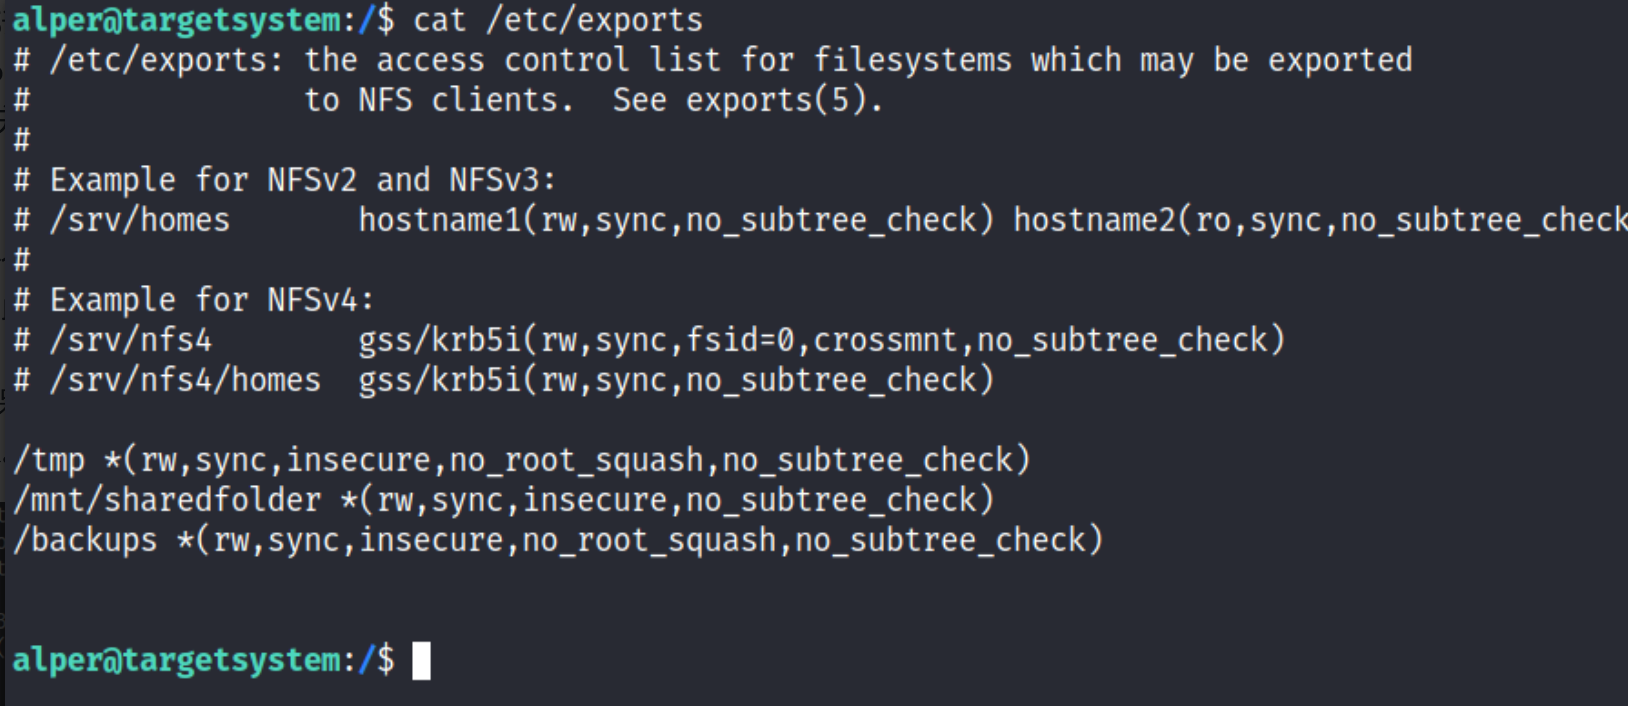 alper@targetsystem:/$ cat /etc/exports
# /etc/exports: the access control list for filesystems which may be exported
#               to NFS clients.  See exports(5).
#
# Example for NFSv2 and NFSv3:
# /srv/homes       hostname1(rw,sync,no_subtree_check) hostname2(ro,sync,no_subtree_check
#
# Example for NFSv4:
# /srv/nfs4        gss/krb5i(rw,sync,fsid=0,crossmnt,no_subtree_check)
# /srv/nfs4/homes  gss/krb5i(rw,sync,no_subtree_check)
/tmp *(rw,sync,insecure,no_root_squash,no_subtree_check)
/mnt/sharedfolder *(rw,sync,insecure,no_subtree_check)
/backups *(rw,sync,insecure,no_root_squash,no_subtree_check)
alper@targetsystem:/$